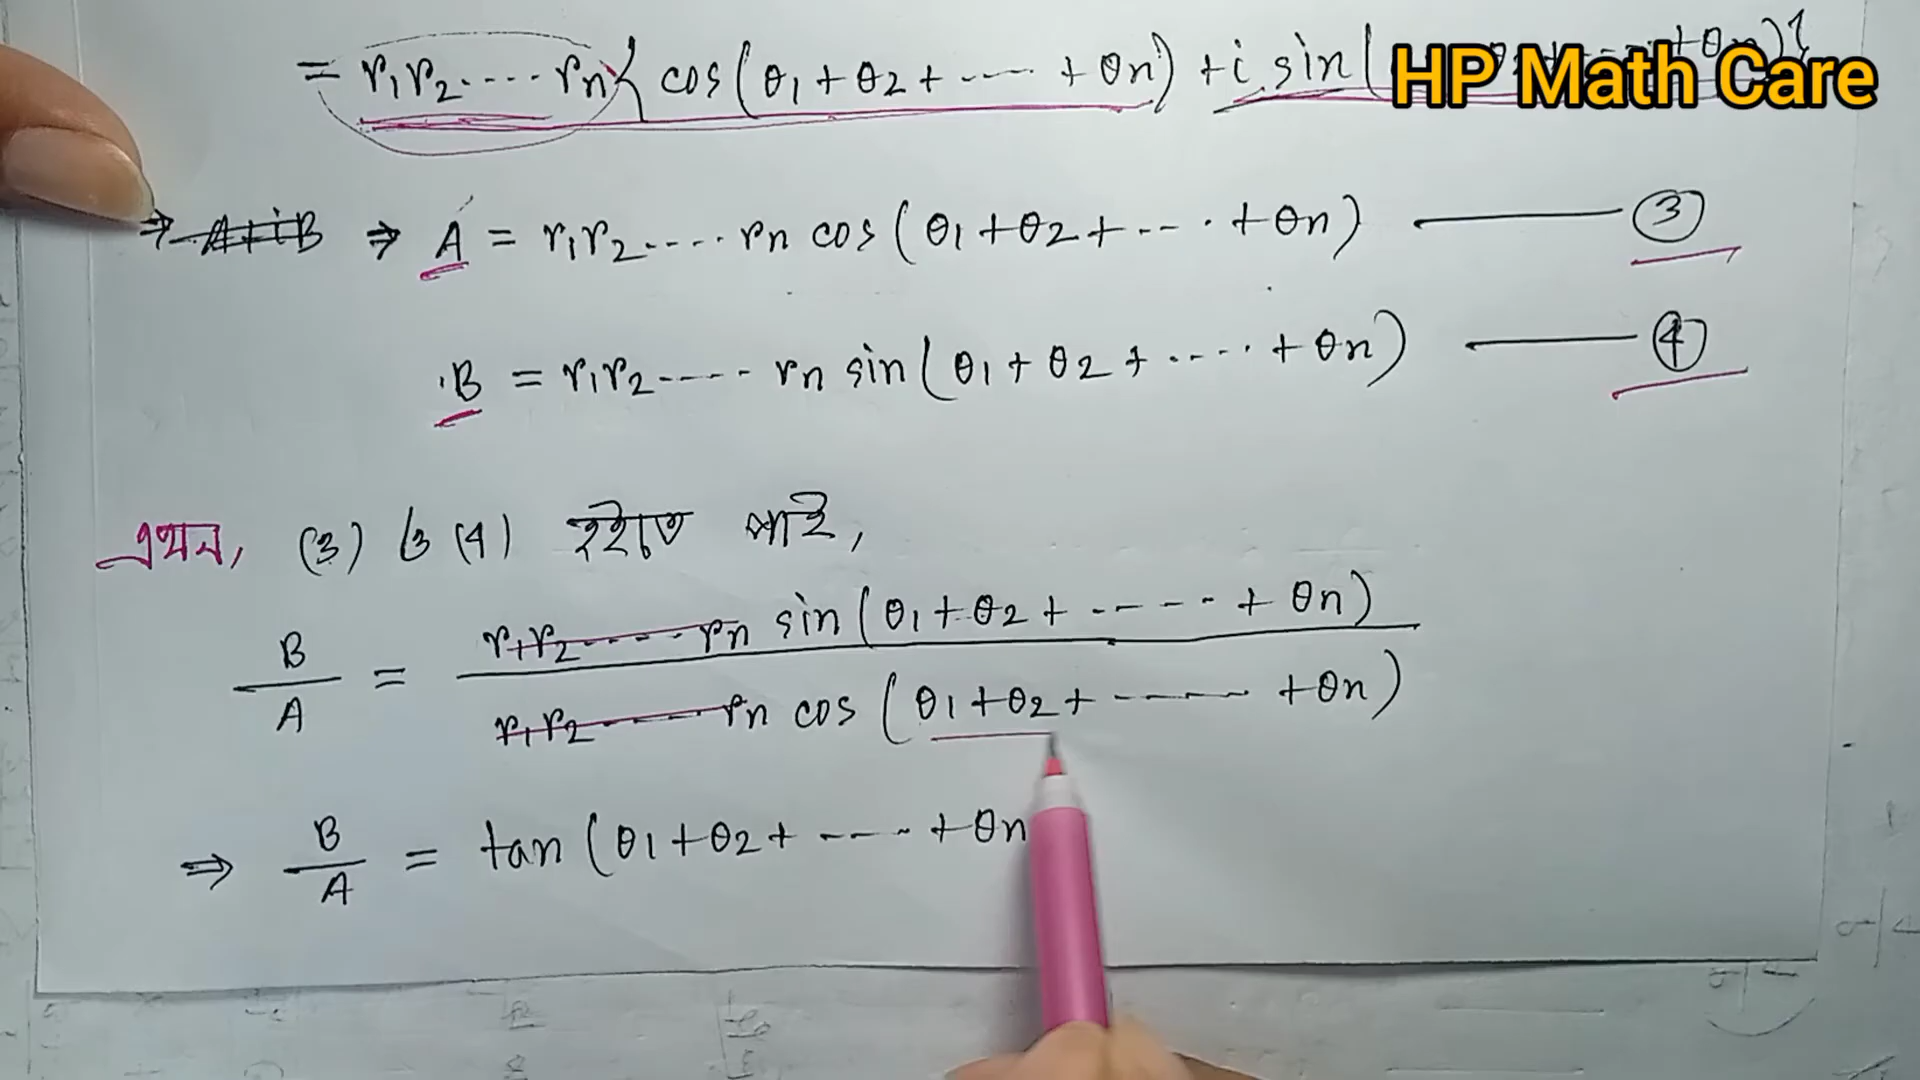 = r₁r₂..... rₙ{ cos(θ₁+θ₂+ ----- +θₙ) + i sin( +θₙ)}
HP Math Care
⇒ A+iB ⇒ A = r₁r₂..... rₙ cos(θ₁+θ₂+ --- · +θₙ) ——— ③
B = r₁r₂----- rₙ sin(θ₁+θ₂+ ----- +θₙ) ——— ④
এখন, (3) ও (4) হইতে পাই,
B/A = r₁r₂-----rₙ sin(θ₁+θ₂+ ----- +θₙ) / r₁r₂-----rₙ cos(θ₁+θ₂+ ----- +θₙ)
⇒ B/A = tan(θ₁+θ₂+ ---- +θₙ